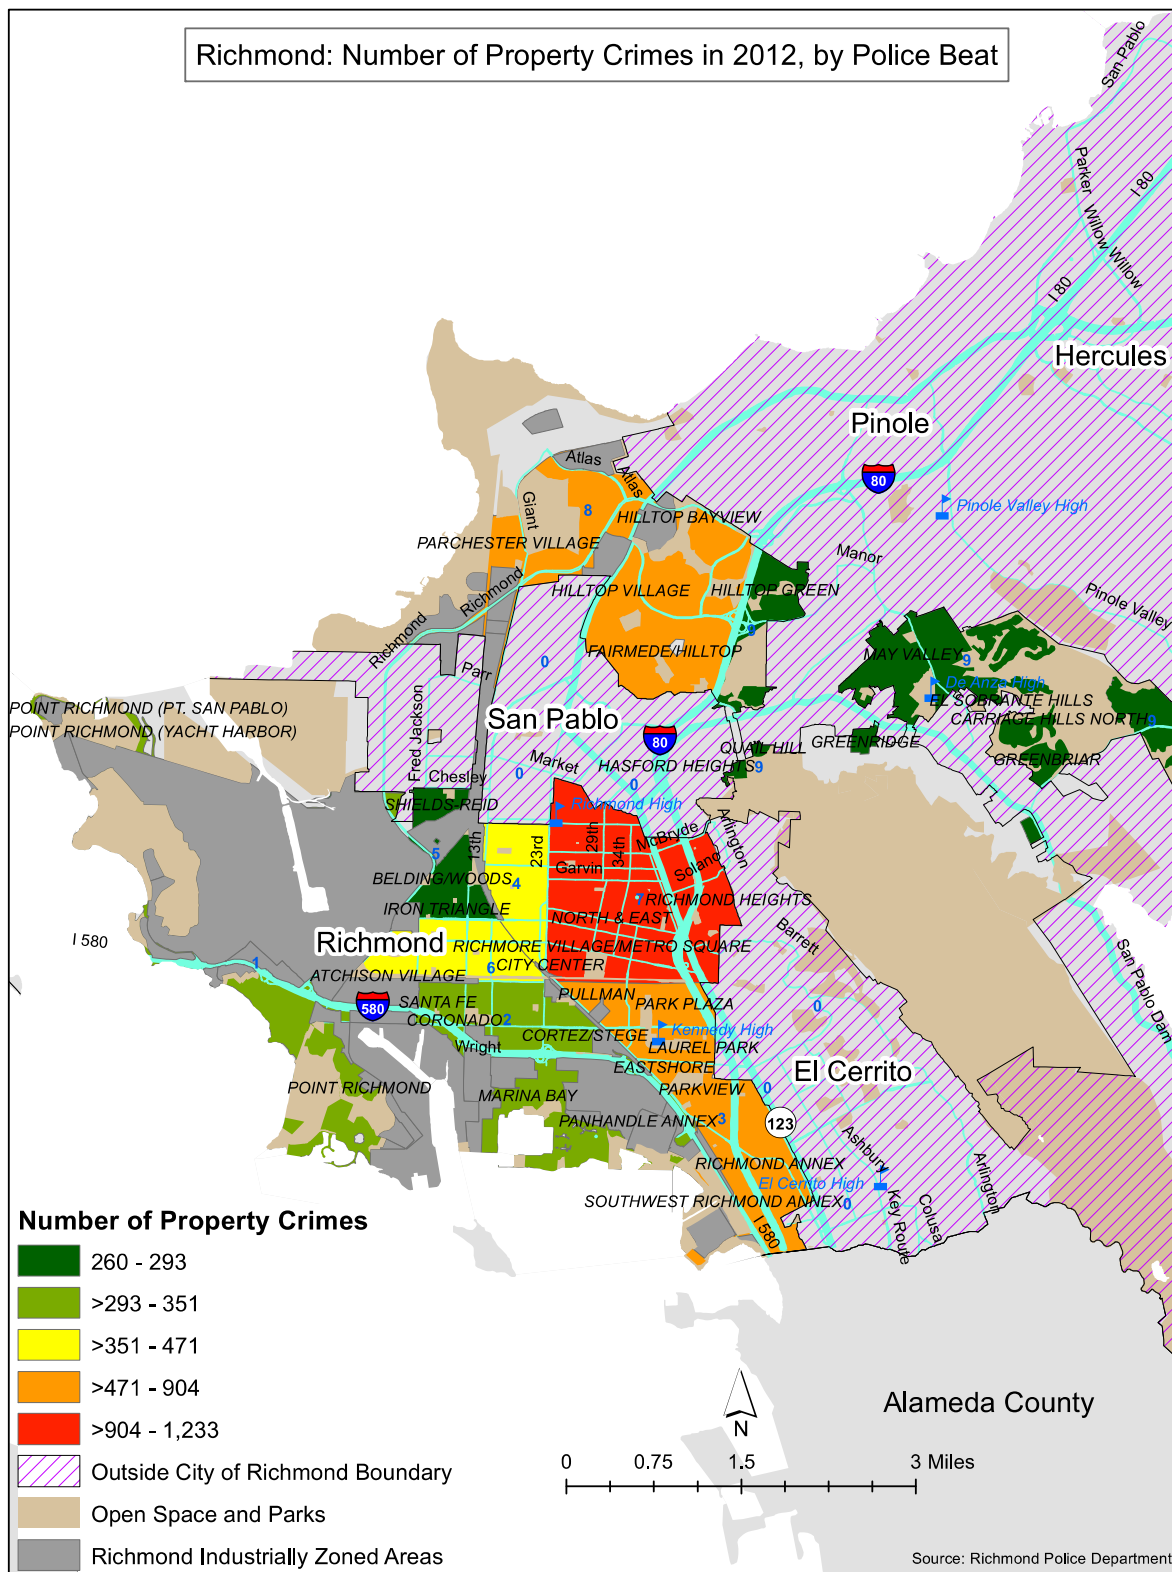 Richmond: Number of Property Crimes in 2012, by Police Beat
San Pablo
Parker
Willow
Willow
I 80
I 80
Hercules
Pinole
80
Pinole Valley High
Atlas
Atlas
Giant
8
HILLTOP BAYVIEW
PARCHESTER VILLAGE
Manor
Richmond
HILLTOP VILLAGE
HILLTOP GREEN
Pinole Valley
Richmond
9
FAIRMEDE/HILLTOP
0
Parr
MAY VALLEY
9
De Anza High
EL SOBRANTE HILLS
CARRIAGE HILLS NORTH
9
POINT RICHMOND (PT. SAN PABLO)
POINT RICHMOND (YACHT HARBOR)
San Pablo
80
Fred Jackson
GREENRIDGE
QUAIL HILL
GREENBRIAR
Market
HASFORD HEIGHTS
9
0
Chesley
0
SHIELDS-REID
Richmond High
13th
23rd
29th
34th
McBryde
Arlington
5
Garvin
Solano
BELDING/WOODS
4
7
RICHMOND HEIGHTS
IRON TRIANGLE
NORTH & EAST
I 580
Richmond
RICHMORE VILLAGE/METRO SQUARE
Barrett
1
ATCHISON VILLAGE
6
CITY CENTER
San Pablo Dam
580
SANTA FE
PULLMAN
PARK PLAZA
0
CORONADO
2
CORTEZ/STEGE
Kennedy High
Wright
LAUREL PARK
EASTSHORE
El Cerrito
POINT RICHMOND
MARINA BAY
PARKVIEW
0
PANHANDLE ANNEX
3
123
Ashbury
RICHMOND ANNEX
El Cerrito High
Arlington
SOUTHWEST RICHMOND ANNEX
0
Key Route
Colusa
I 580
Number of Property Crimes
260 - 293
>293 - 351
>351 - 471
>471 - 904
>904 - 1,233
Outside City of Richmond Boundary
Open Space and Parks
Richmond Industrially Zoned Areas
N
0 0.75 1.5 3 Miles
Alameda County
Source: Richmond Police Department